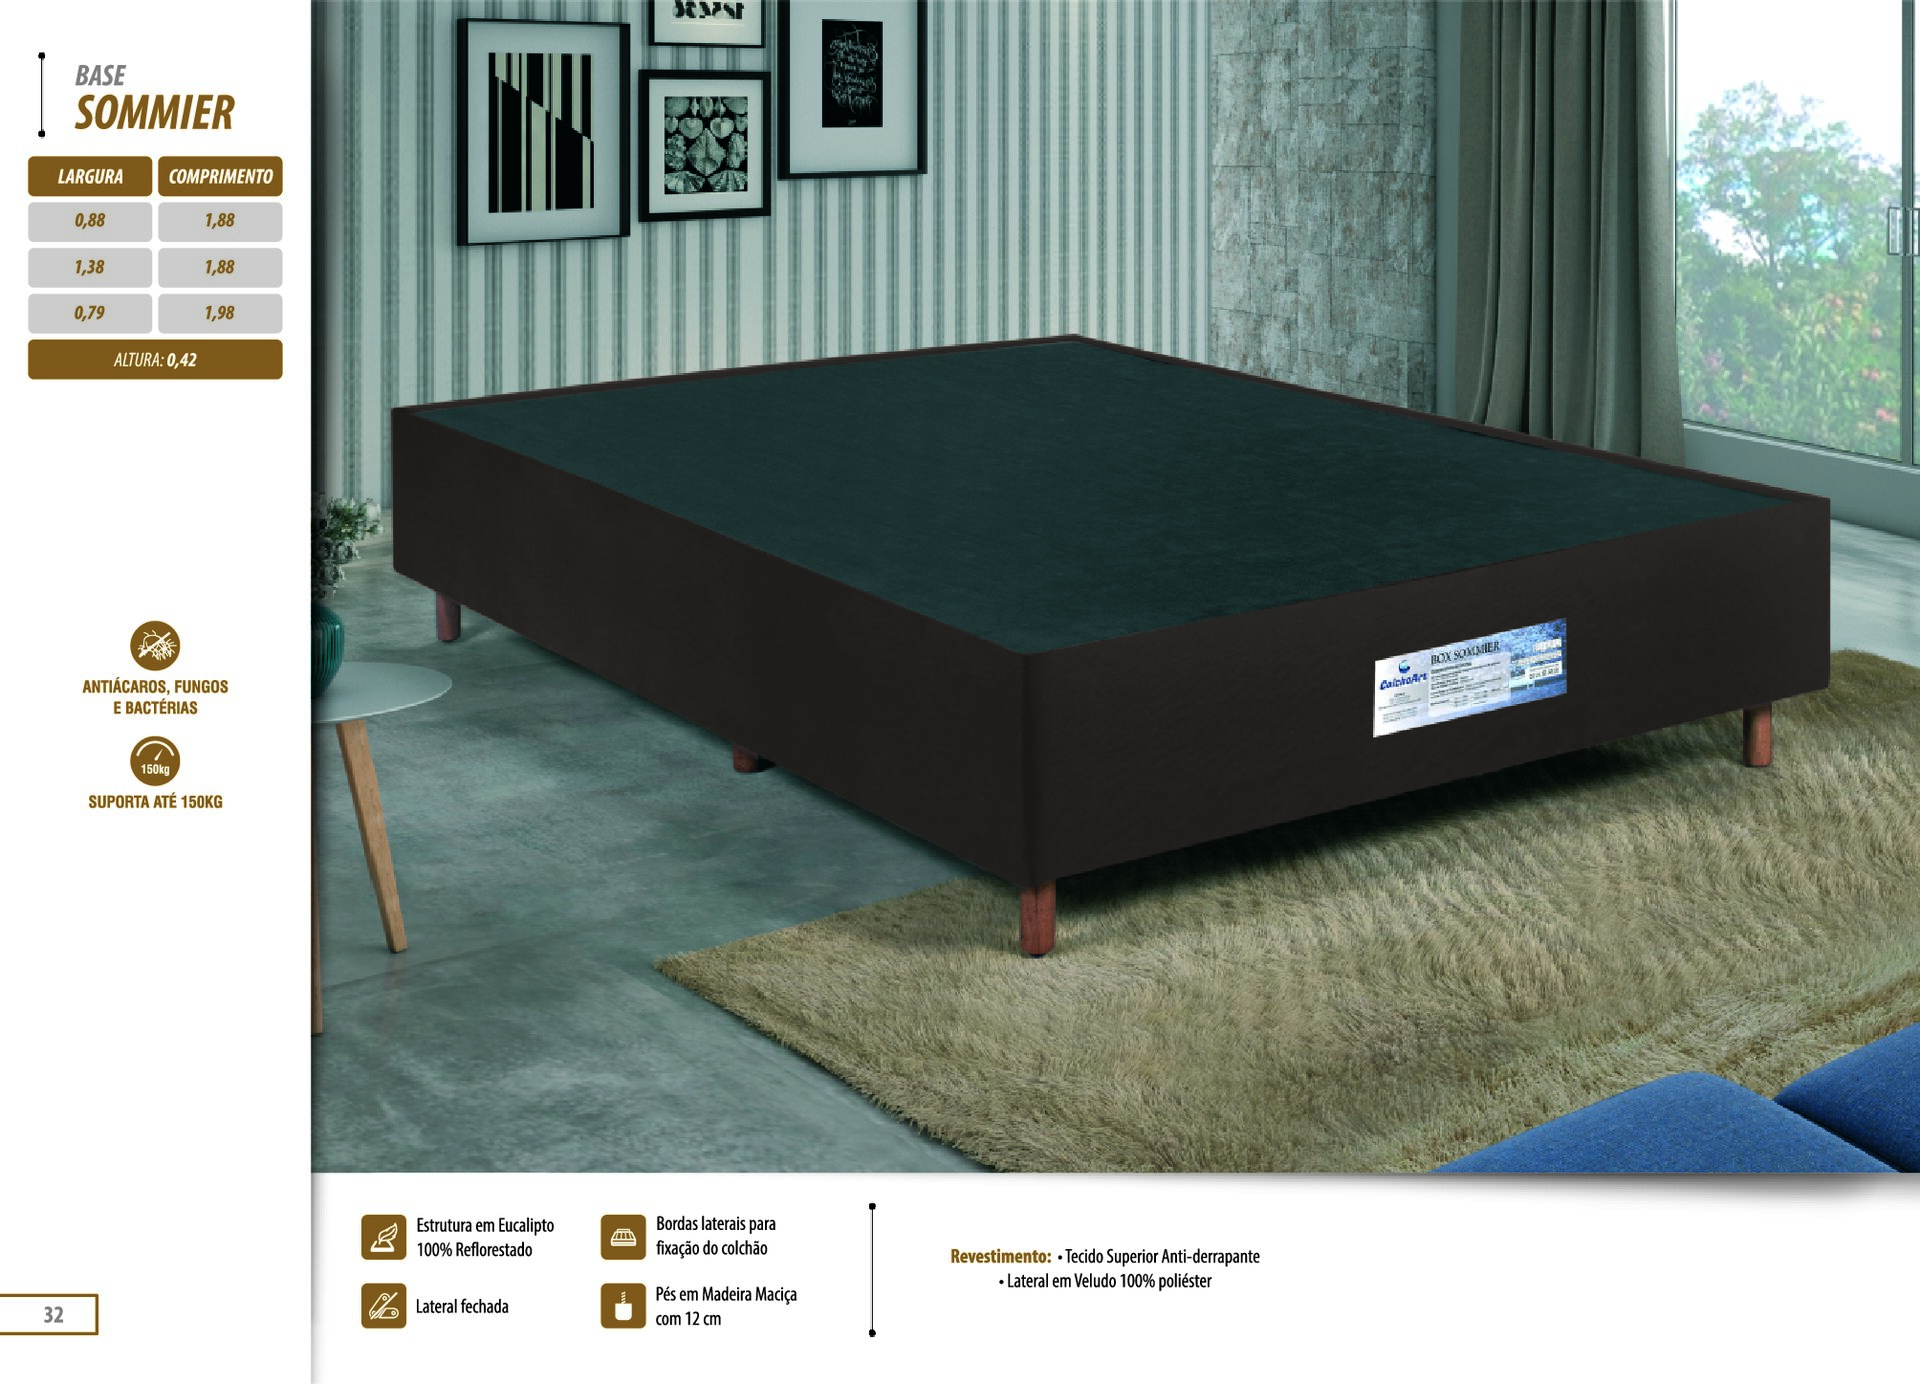 BASE
SOMMIER
LARGURA COMPRIMENTO
0,88 1,88
1,38 1,88
0,79 1,98
ALTURA: 0,42
ANTIÁCAROS, FUNGOS
E BACTÉRIAS
150kg
SUPORTA ATÉ 150KG
BOX SOMMIER
ColchoArt
Estrutura em Eucalipto
100% Reflorestado
Lateral fechada
Bordas laterais para
fixação do colchão
Pés em Madeira Maciça
com 12 cm
Revestimento: • Tecido Superior Anti-derrapante
• Lateral em Veludo 100% poliéster
32